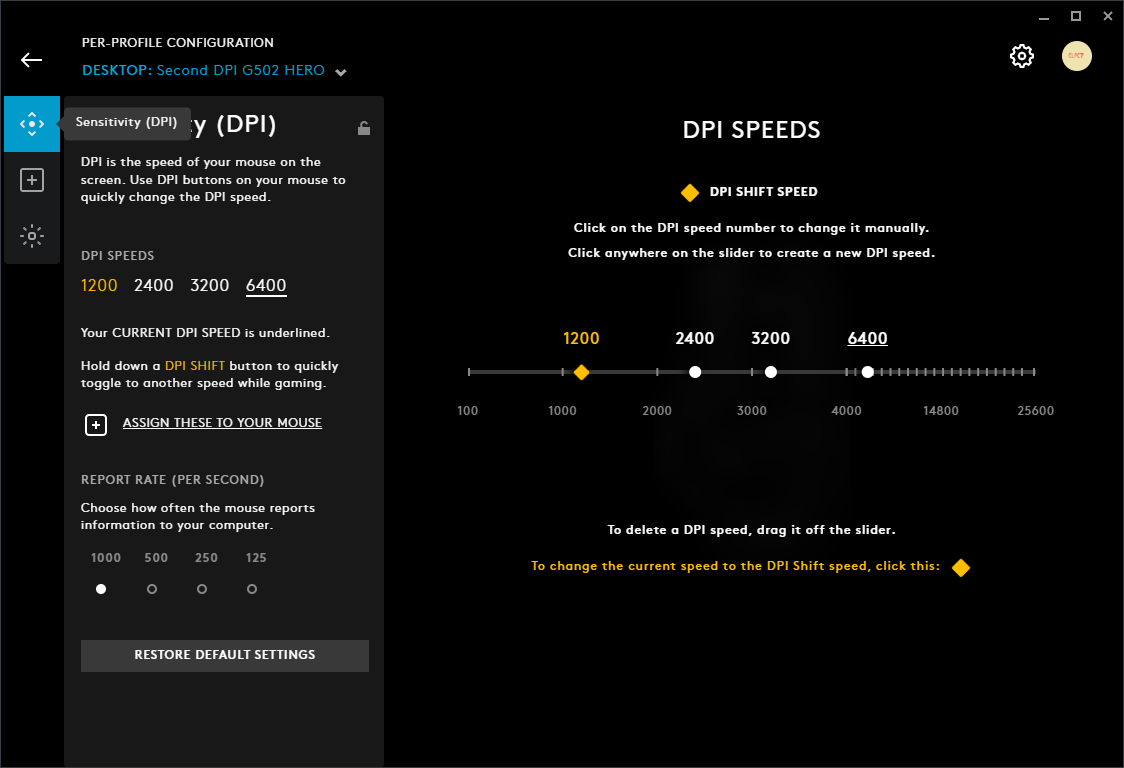 PER-PROFILE CONFIGURATION
DESKTOP: Second DPI G502 HERO
Sensitivity (DPI)
y (DPI)
DPI is the speed of your mouse on the
screen. Use DPI buttons on your mouse to
quickly change the DPI speed.
DPI SPEEDS
1200 2400 3200 6400
Your CURRENT DPI SPEED is underlined.
Hold down a DPI SHIFT button to quickly
toggle to another speed while gaming.
ASSIGN THESE TO YOUR MOUSE
REPORT RATE (PER SECOND)
Choose how often the mouse reports
information to your computer.
1000 500 250 125
RESTORE DEFAULT SETTINGS
DPI SPEEDS
DPI SHIFT SPEED
Click on the DPI speed number to change it manually.
Click anywhere on the slider to create a new DPI speed.
1200 2400 3200 6400
100 1000 2000 3000 4000 14800 25600
To delete a DPI speed, drag it off the slider.
To change the current speed to the DPI Shift speed, click this: